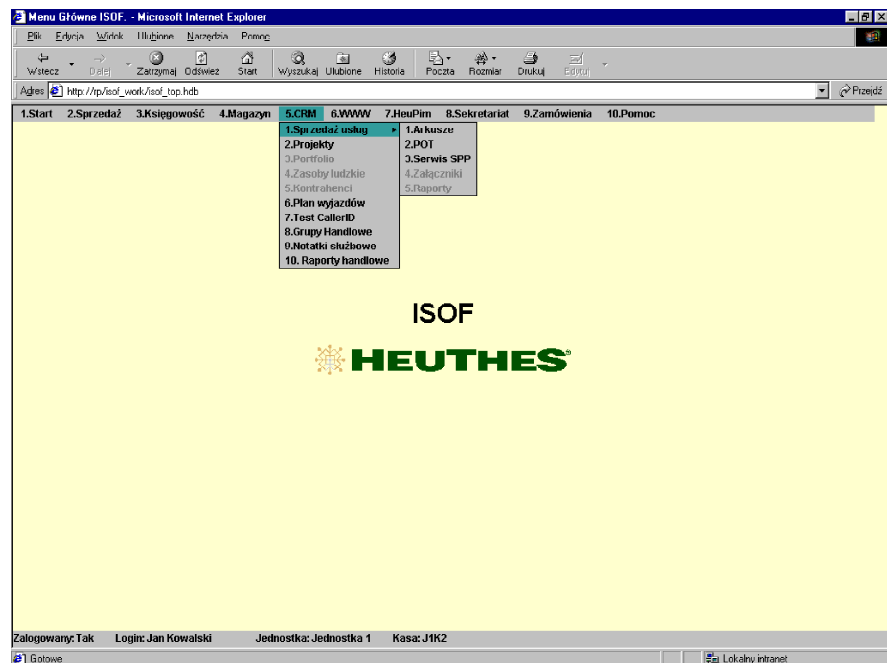 Menu Główne ISOF. - Microsoft Internet Explorer
Plik Edycja Widok Ulubione Narzędzia Pomoc
Wstecz Dalej Zatrzymaj Odśwież Start Wyszukaj Ulubione Historia Poczta Rozmiar Drukuj Edytuj
Adres http://rp/isof_work/isof_top.hdb Przejdź
1.Start 2.Sprzedaż 3.Księgowość 4.Magazyn 5.CRM 6.WWW 7.HeuPim 8.Sekretariat 9.Zamówienia 10.Pomoc
1.Sprzedaż usług 1.Arkusze
2.Projekty 2.POT
3.Portfolio 3.Serwis SPP
4.Zasoby ludzkie 4.Załączniki
5.Kontrahenci 5.Raporty
6.Plan wyjazdów
7.Test CallerID
8.Grupy Handlowe
9.Notatki służbowe
10. Raporty handlowe
ISOF
HEUTHES®
Zalogowany: Tak Login: Jan Kowalski Jednostka: Jednostka 1 Kasa: J1K2
Gotowe Lokalny intranet